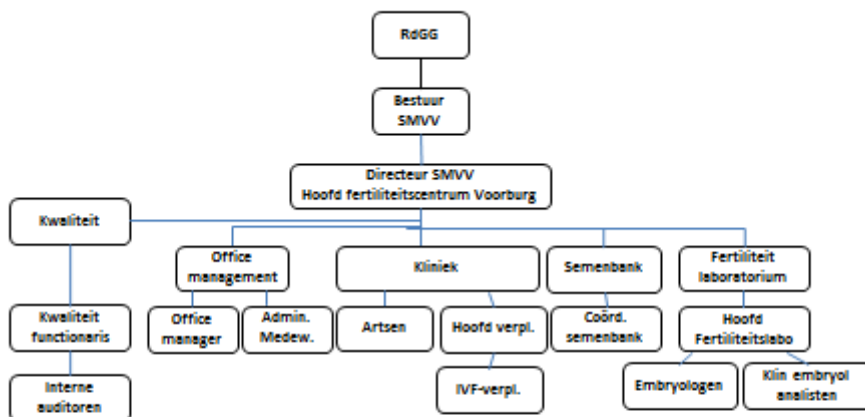 RdGG
Bestuur
SMVV
Directeur SMVV
Hoofd fertiliteitscentrum Voorburg
Kwaliteit
Office
management
Kliniek
Semenbank
Fertiliteit
laboratorium
Kwaliteit
functionaris
Office
manager
Admin.
Medew.
Artsen
Hoofd verpl.
Coörd.
semenbank
Hoofd
Fertiliteitslabo
Interne
auditoren
IVF-verpl.
Embryologen
Klin embryol
analisten